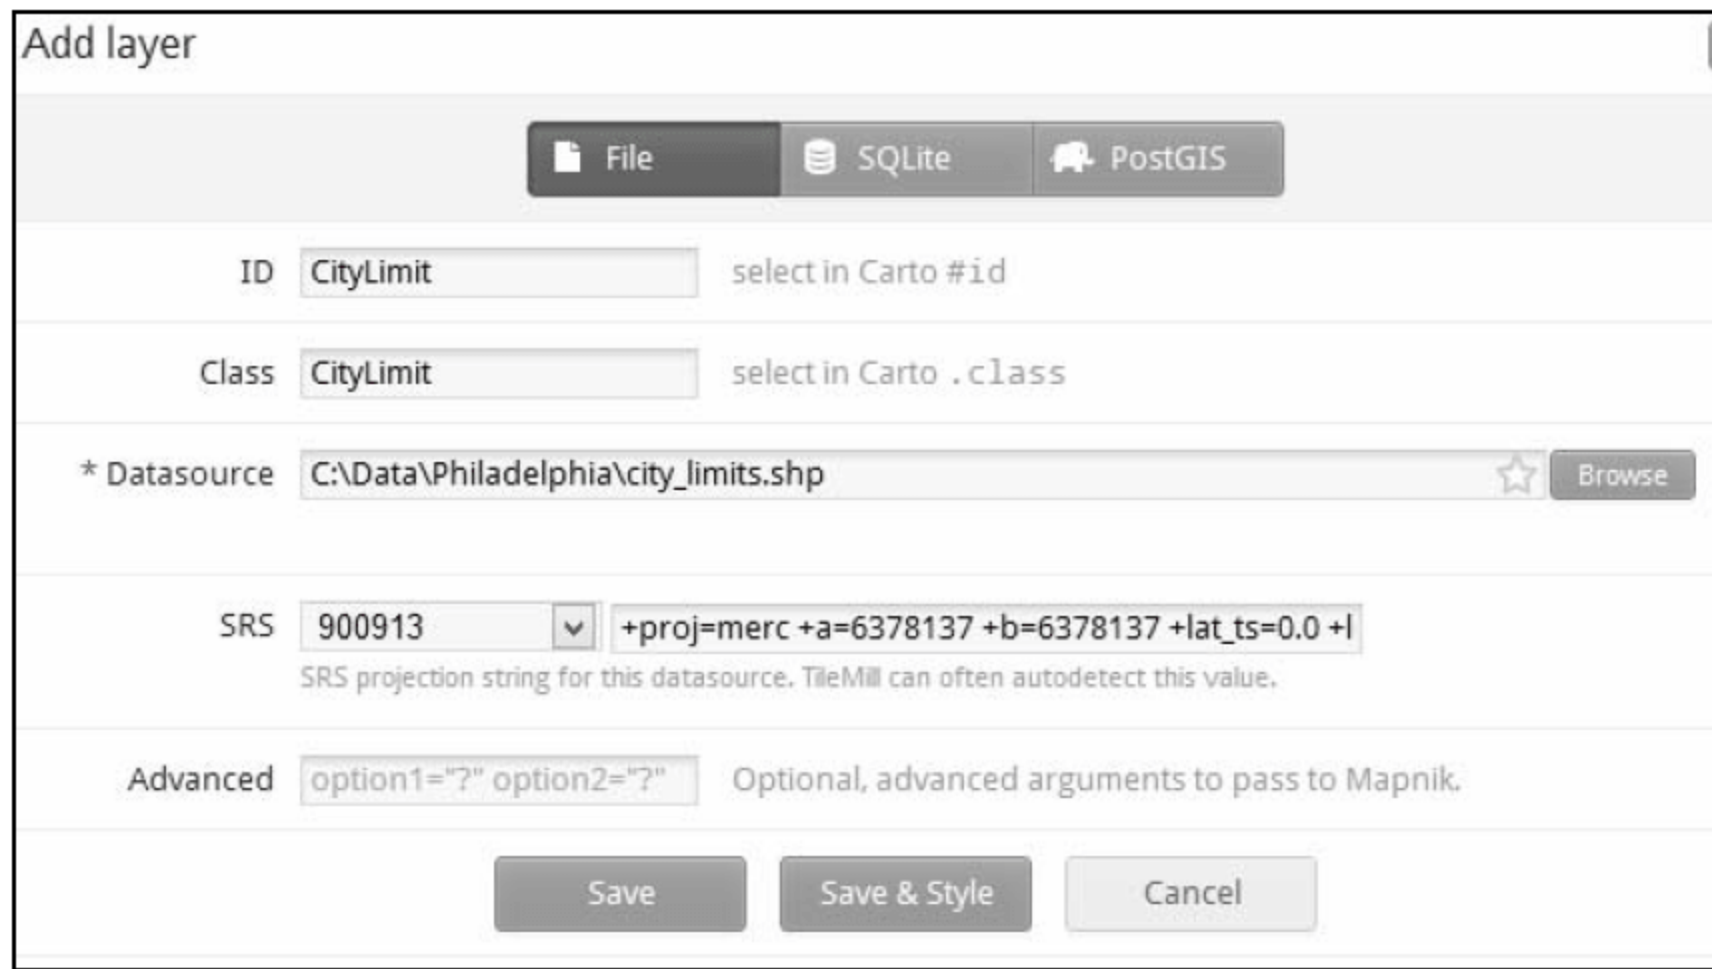 Add layer
File SQLite PostGIS
ID CityLimit select in Carto #id
Class CityLimit select in Carto .class
* Datasource C:\Data\Philadelphia\city_limits.shp Browse
SRS 900913 +proj=merc +a=6378137 +b=6378137 +lat_ts=0.0 +l
SRS projection string for this datasource. TileMill can often autodetect this value.
Advanced option1="?" option2="?" Optional, advanced arguments to pass to Mapnik.
Save Save & Style Cancel